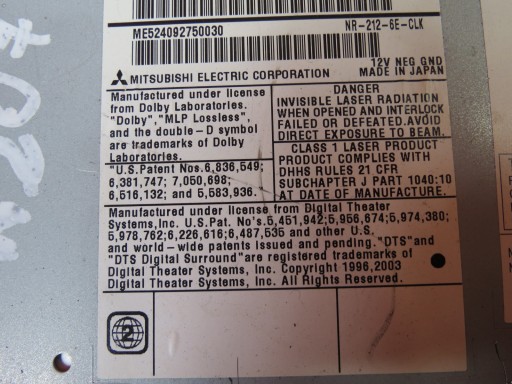 ME524092750030
NR-212-6E-CLK
12V NEG GND
MITSUBISHI ELECTRIC CORPORATION
MADE IN JAPAN
Manufactured under license
from Dolby Laboratories.
"Dolby","MLP Lossless",
and the double-D symbol
are trademarks of Dolby
Laboratories.
"U.S.Patent Nos.6,836,549;
6,381,747; 7,050,698;
6,516,132; and 5,583,936.
DANGER
INVISIBLE LASER RADIATION
WHEN OPENED AND INTERLOCK
FAILED OR DEFEATED.AVOID
DIRECT EXPOSURE TO BEAM.
CLASS 1 LASER PRODUCT
PRODUCT COMPLIES WITH
DHHS RULES 21 CFR
SUBCHAPTER J PART 1040:10
AT DATE OF MANUFACTURE.
Manufactured under license from Digital Theater
Systems,Inc. U.S.Pat. No's.5,451,942;5,956,674;5,974,380;
5,978,762;6,226,616;6,487,535 and other U.S.
and world-wide patents issued and pending."DTS"and
"DTS Digital Surround"are registered trademarks of
Digital Theater Systems, Inc. Copyright 1996,2003
Digital Theater Systems, Inc. All Rights Reserved.
2